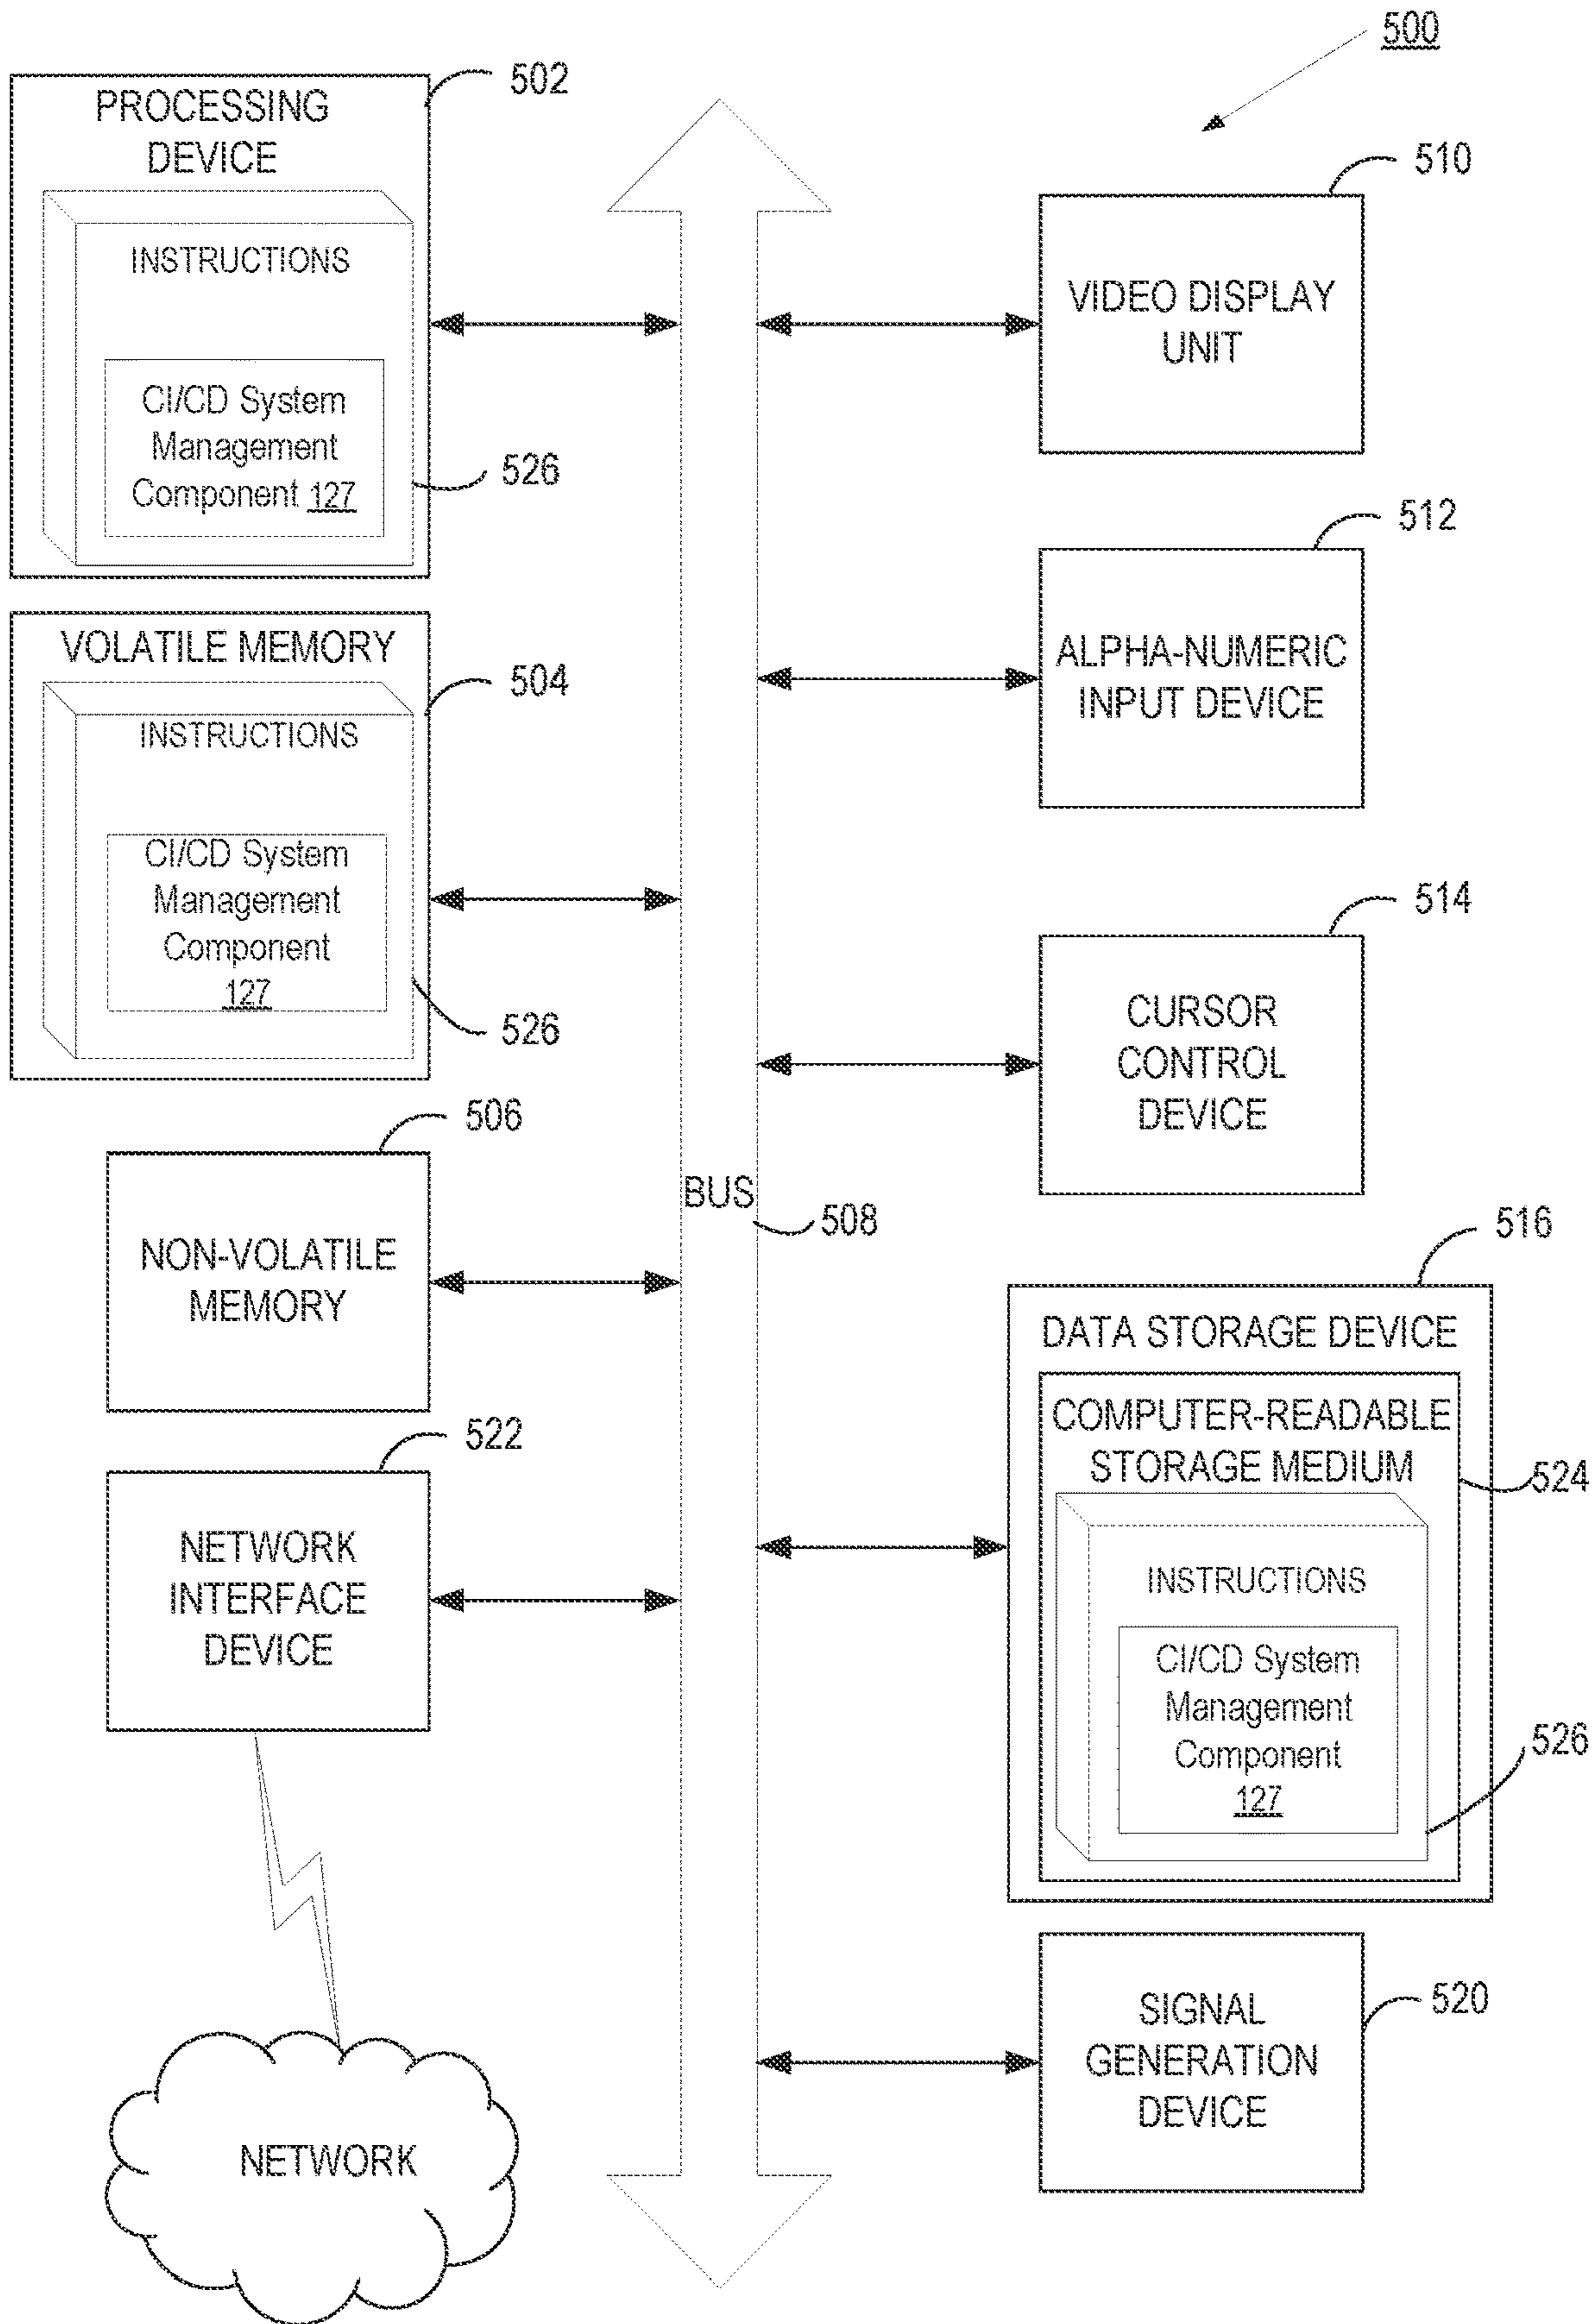 500
502
PROCESSING
DEVICE
INSTRUCTIONS
CI/CD System
Management
Component 127
526
VOLATILE MEMORY
504
INSTRUCTIONS
CI/CD System
Management
Component
127
526
506
NON-VOLATILE
MEMORY
522
NETWORK
INTERFACE
DEVICE
NETWORK
BUS
508
510
VIDEO DISPLAY
UNIT
512
ALPHA-NUMERIC
INPUT DEVICE
514
CURSOR
CONTROL
DEVICE
516
DATA STORAGE DEVICE
COMPUTER-READABLE
STORAGE MEDIUM
524
INSTRUCTIONS
CI/CD System
Management
Component
127
526
SIGNAL
GENERATION
DEVICE
520